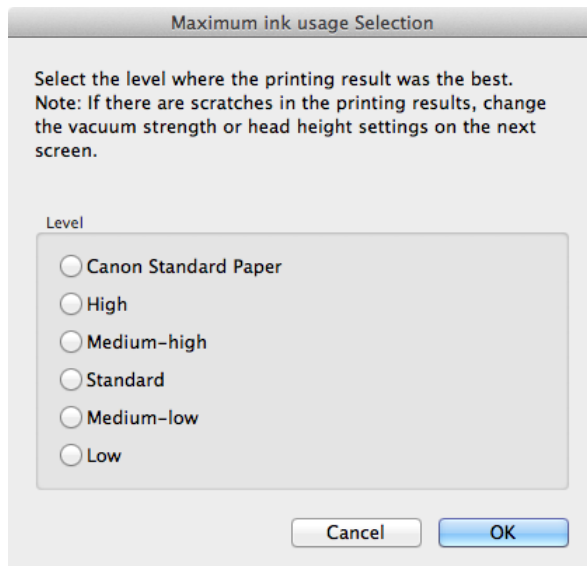 Maximum ink usage Selection
Select the level where the printing result was the best.
Note: If there are scratches in the printing results, change
the vacuum strength or head height settings on the next
screen.
Level
Canon Standard Paper
High
Medium-high
Standard
Medium-low
Low
Cancel OK